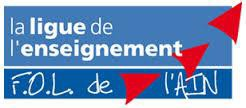 la ligue de
l'enseignement
F.O.L. de l'AIN